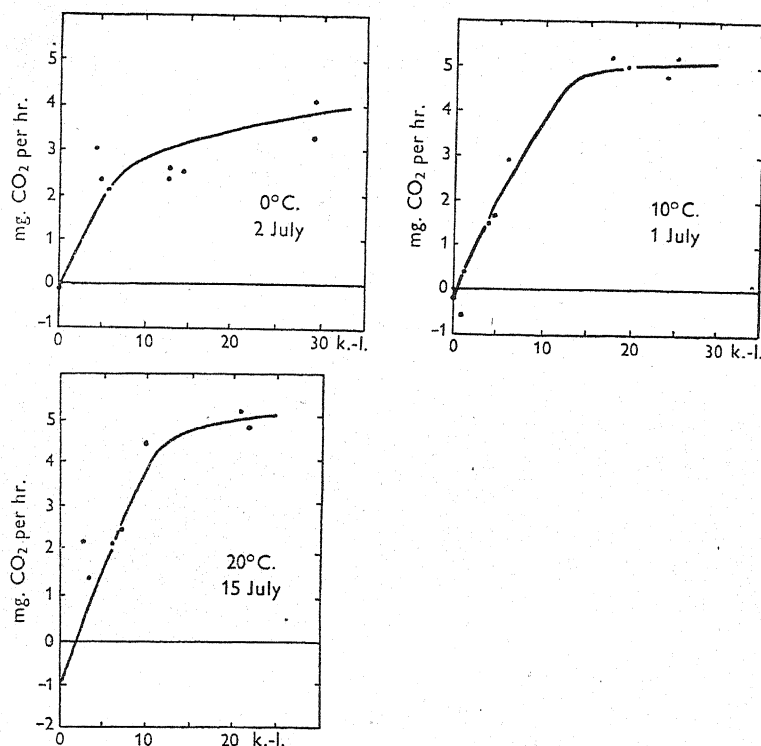 mg. CO₂ per hr.
5
4
3
2
1
0
–1
0°C.
2 July
0 10 20 30 k.-l.
mg. CO₂ per hr.
5
4
3
2
1
0
–1
10°C.
1 July
0 10 20 30 k.-l.
mg. CO₂ per hr.
5
4
3
2
1
0
–1
–2
20°C.
15 July
0 10 20 k.-l.